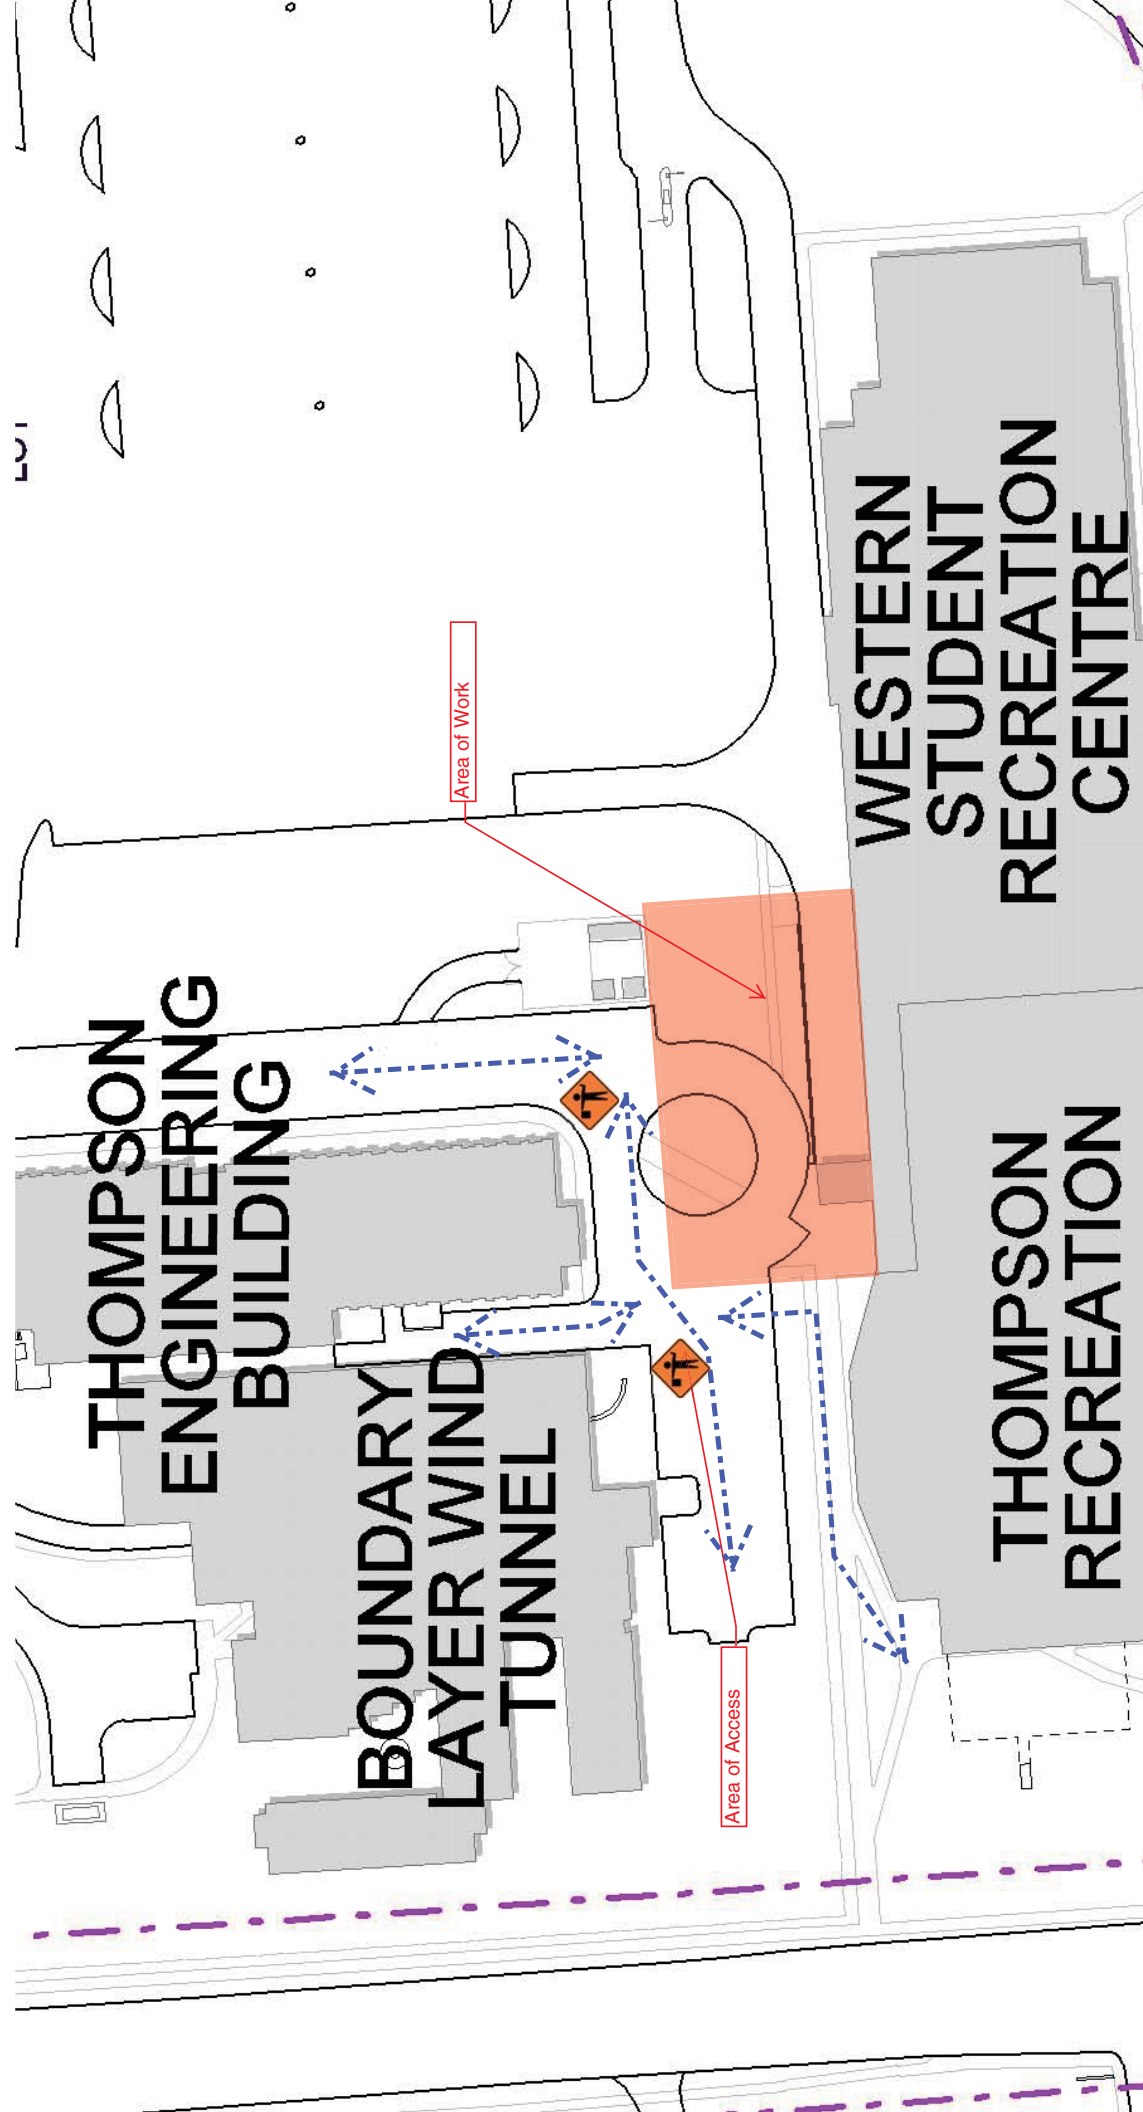 THOMPSON
ENGINEERING
BUILDING
BOUNDARY
LAYER WIND
TUNNEL
Area of Work
Area of Access
WESTERN
STUDENT
RECREATION
CENTRE
THOMPSON
RECREATION